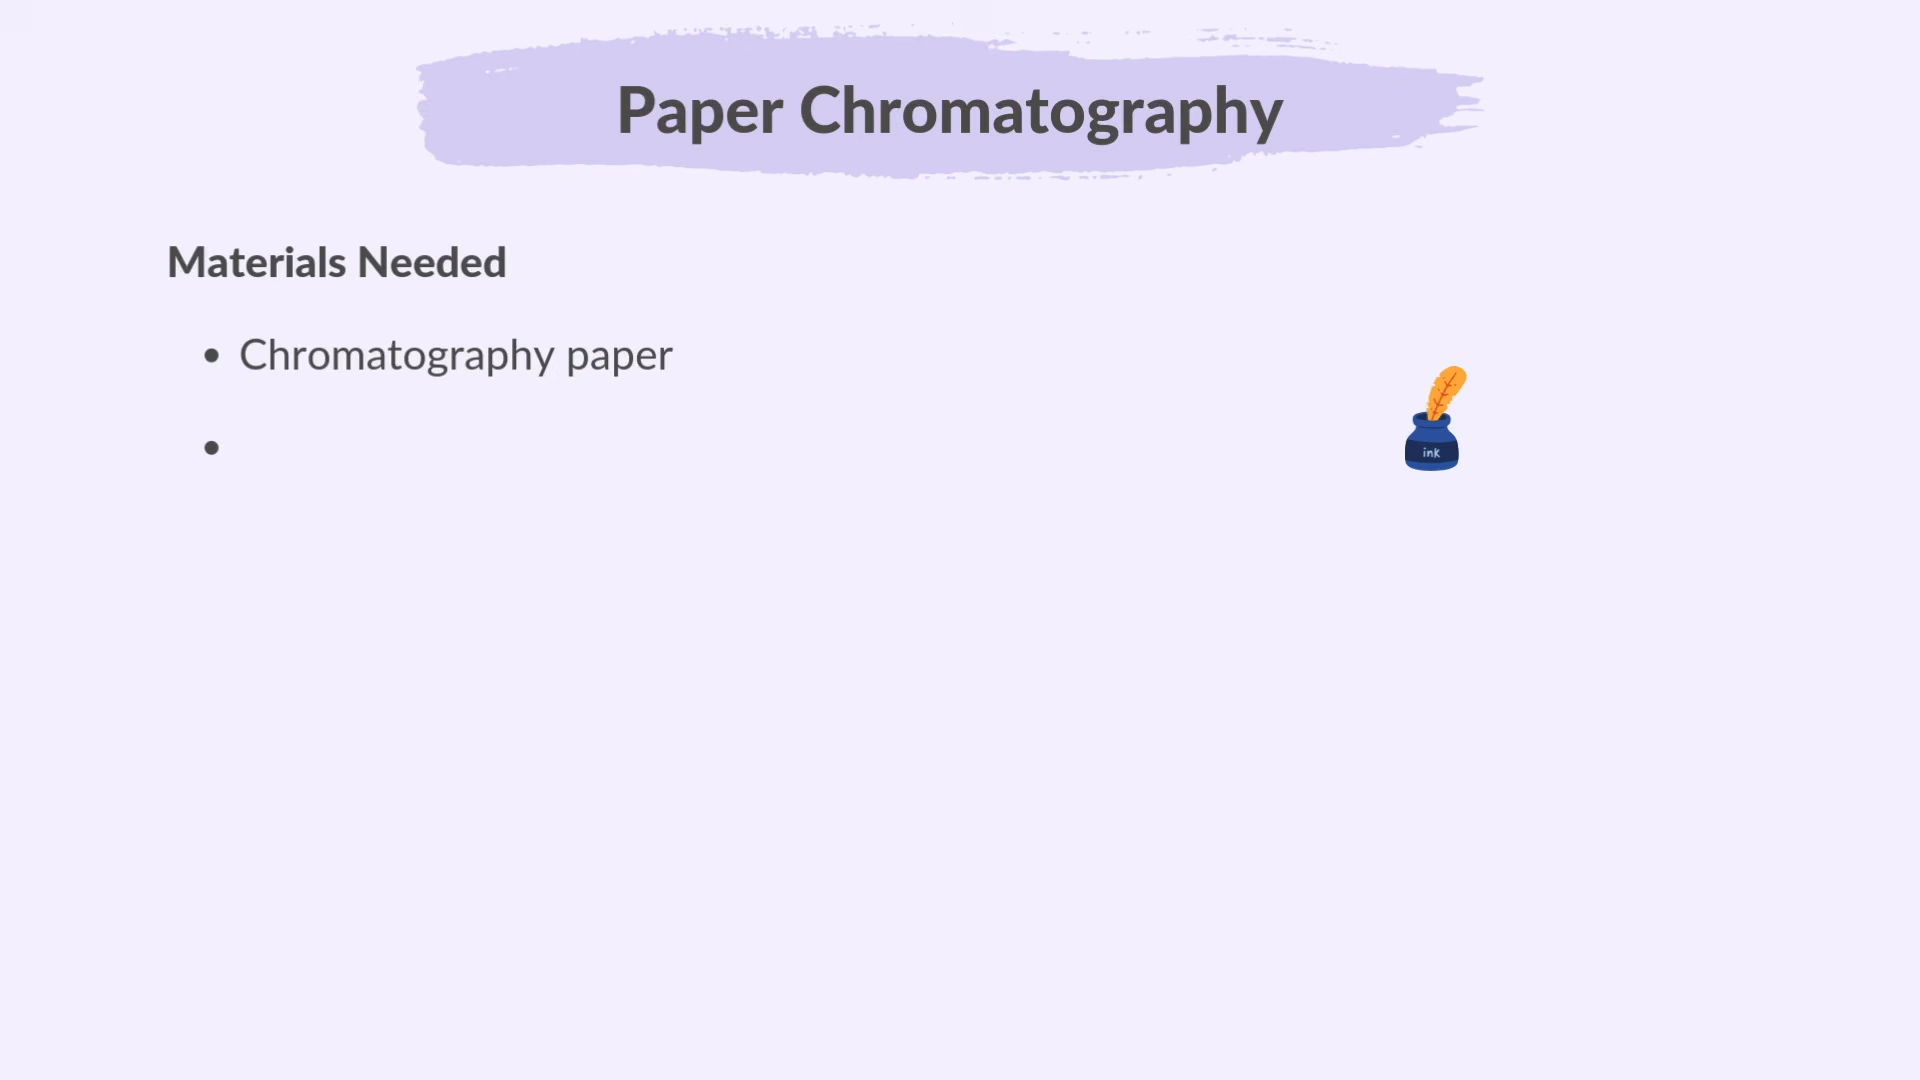 Paper Chromatography
Materials Needed
• Chromatography paper
•
ink